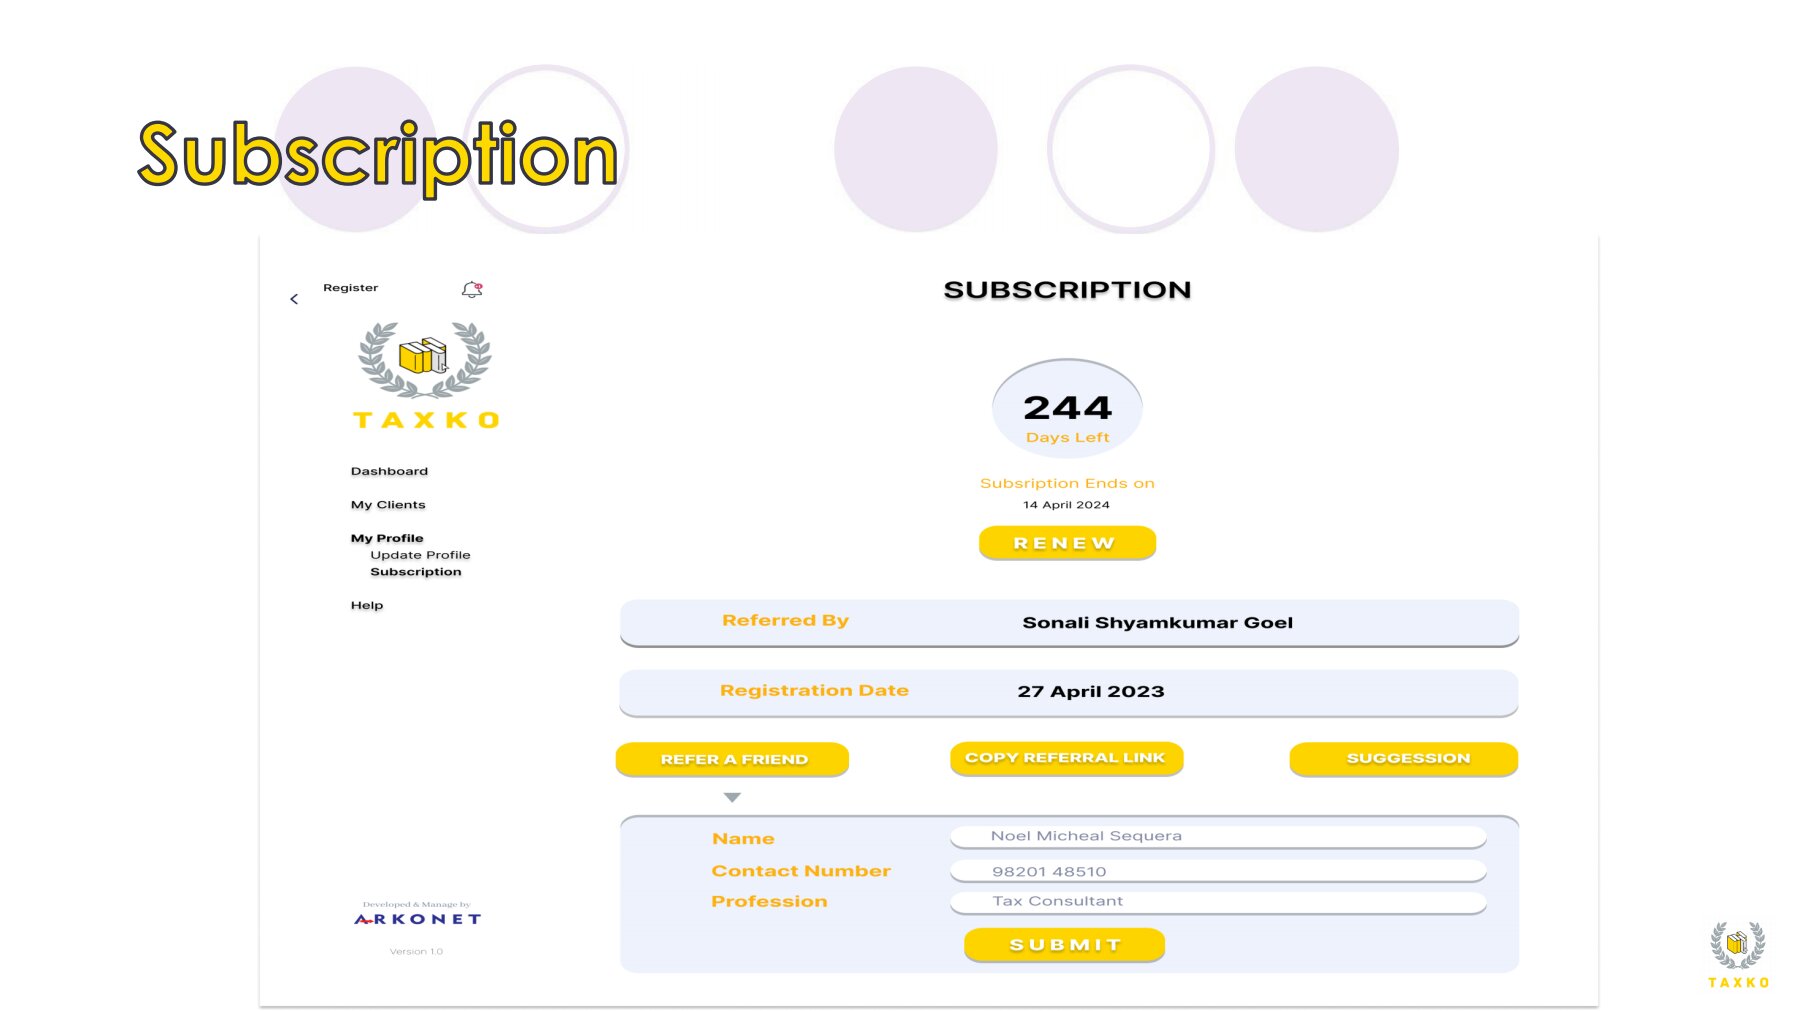 Subscription
Register
TAXKO
Dashboard
My Clients
My Profile
Update Profile
Subscription
Help
Developed & Manage by
ARKONET
Version 1.0
SUBSCRIPTION
244
Days Left
Subsription Ends on
14 April 2024
RENEW
Referred By Sonali Shyamkumar Goel
Registration Date 27 April 2023
REFER A FRIEND COPY REFERRAL LINK SUGGESSION
Name Noel Micheal Sequera
Contact Number 98201 48510
Profession Tax Consultant
SUBMIT
TAXKO